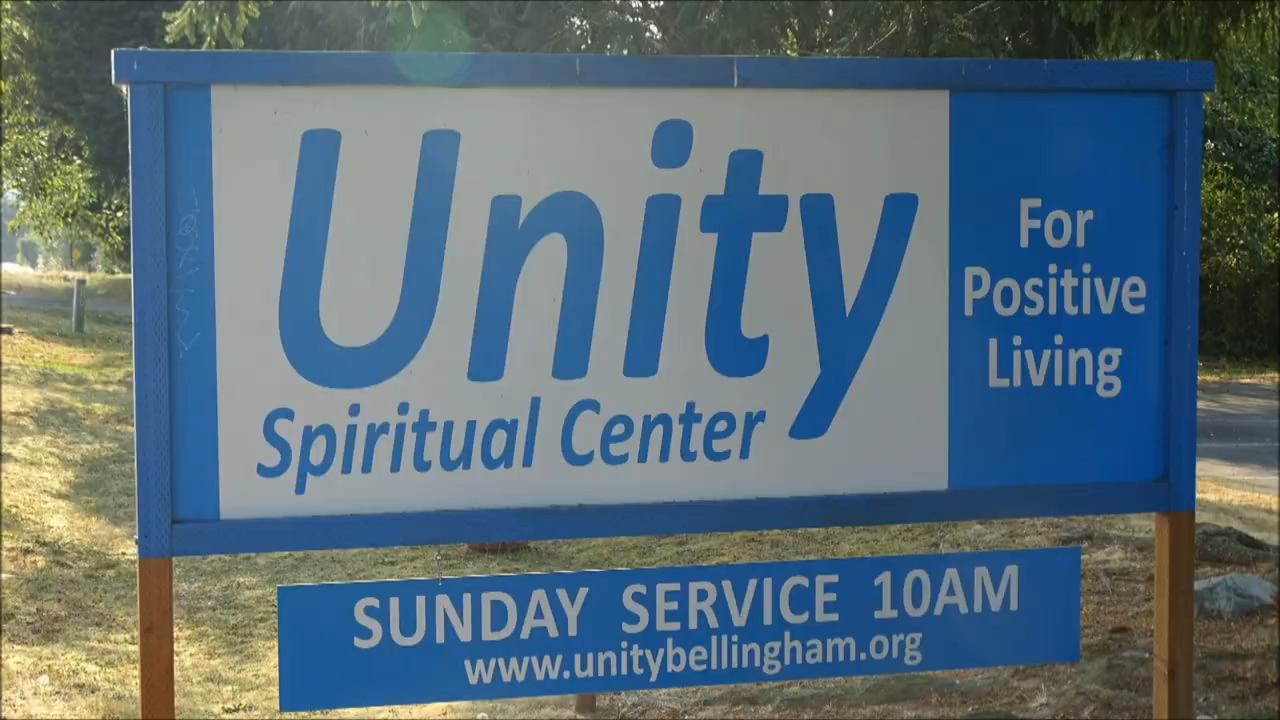 Unity
Spiritual Center
For
Positive
Living
SUNDAY SERVICE 10AM
www.unitybellingham.org